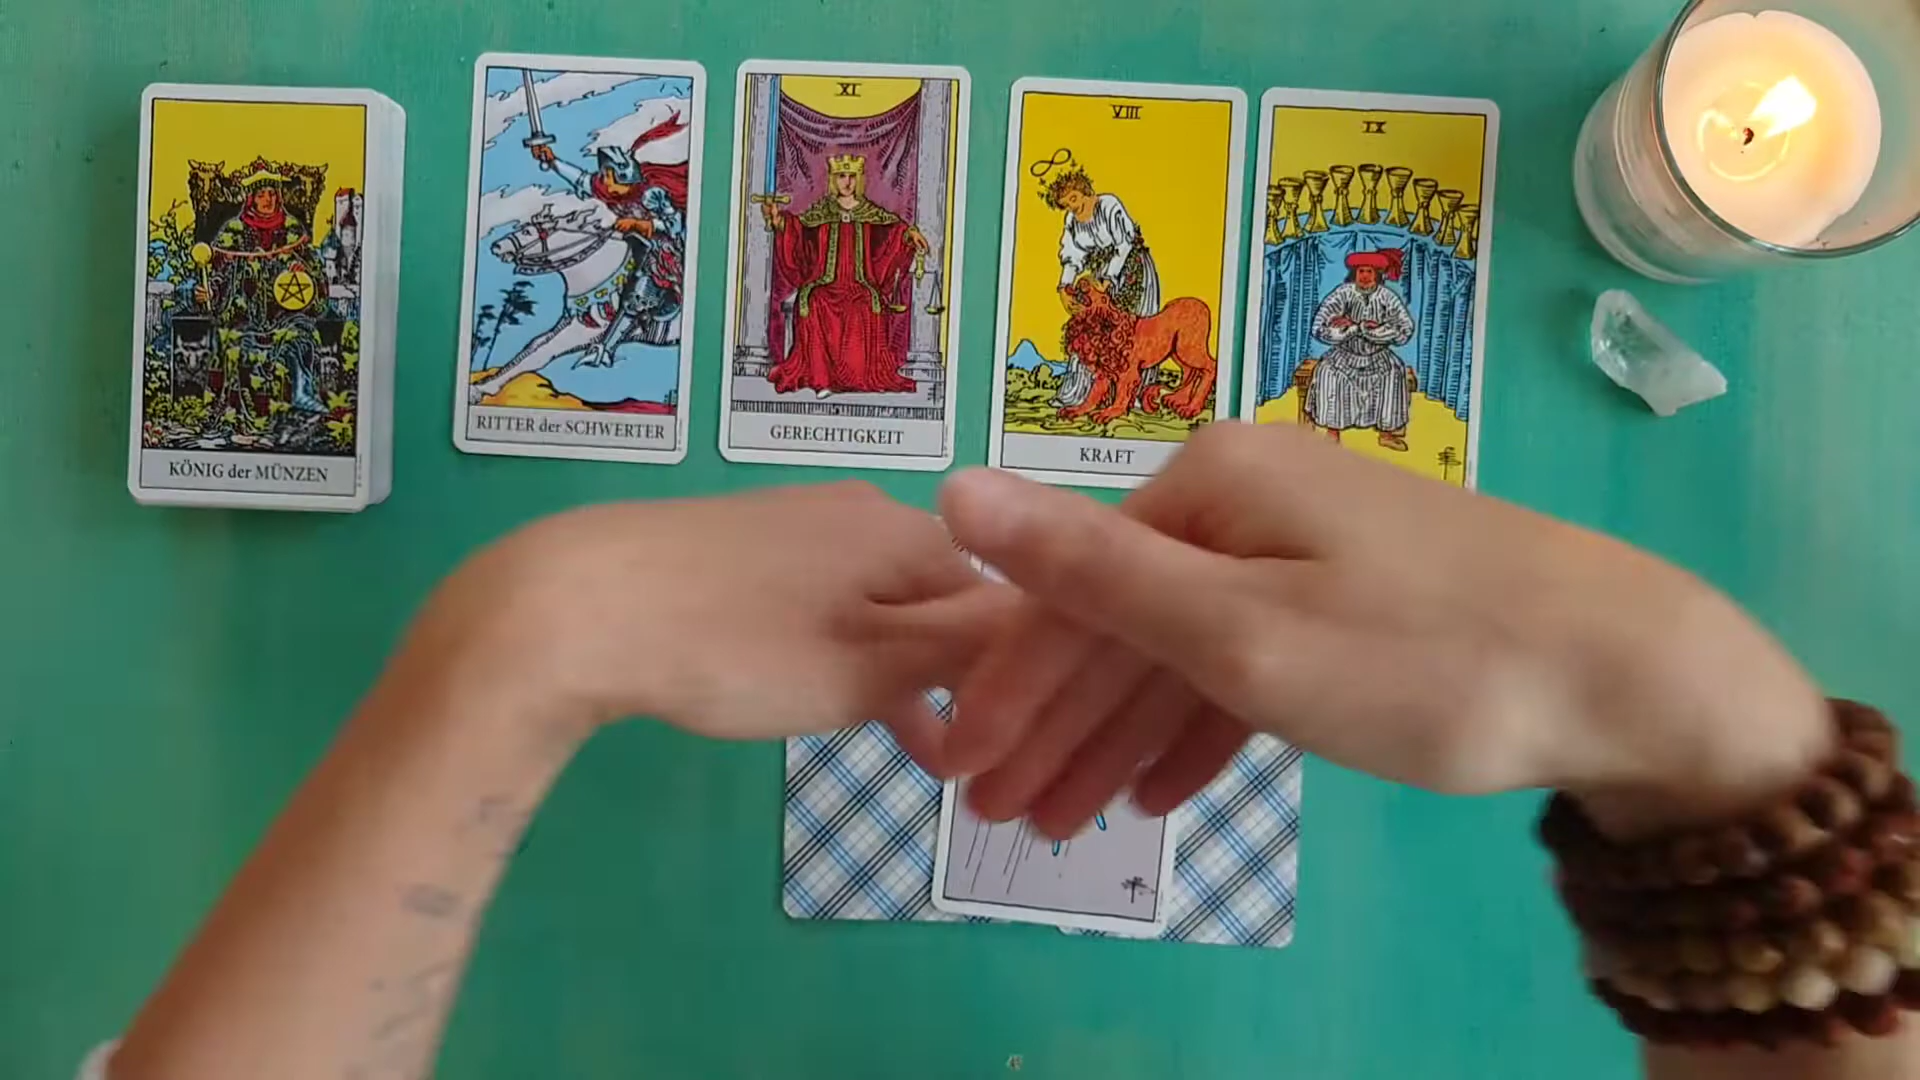 KÖNIG der MÜNZEN
RITTER der SCHWERTER
XI
GERECHTIGKEIT
VIII
KRAFT
IX